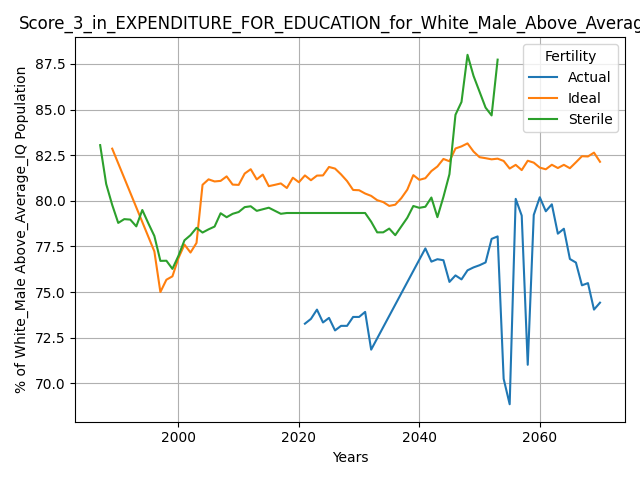 Score_3_in_EXPENDITURE_FOR_EDUCATION_for_White_Male_Above_Averag
Fertility
Actual
Ideal
Sterile
% of White_Male Above_Average_IQ Population
87.5
85.0
82.5
80.0
77.5
75.0
72.5
70.0
2000 2020 2040 2060
Years